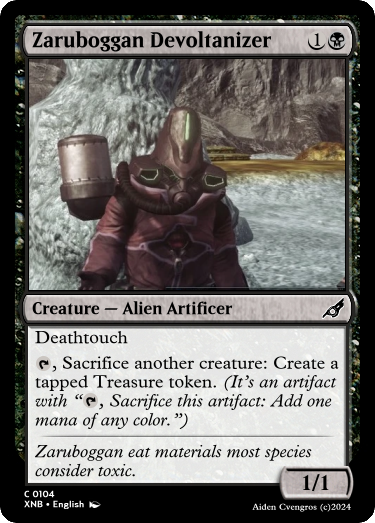 Zaruboggan Devoltanizer 1
Creature — Alien Artificer
Deathtouch
, Sacrifice another creature: Create a
tapped Treasure token. (It's an artifact
with “, Sacrifice this artifact: Add one
mana of any color.”)
Zaruboggan eat materials most species
consider toxic.
1/1
C 0104
XNB • English
Aiden Cvengros (c)2024